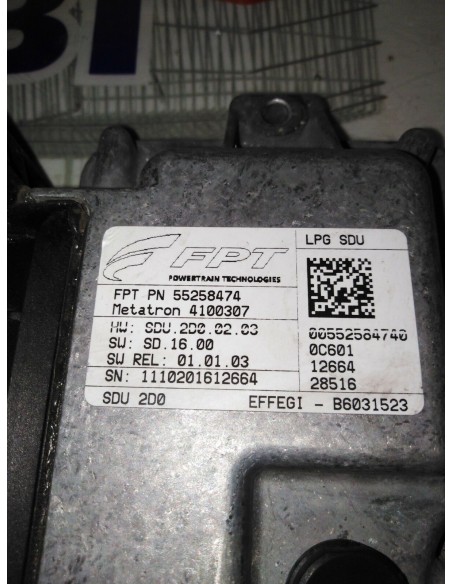 FPT
POWERTRAIN TECHNOLOGIES
LPG SDU
FPT PN 55258474
Metatron 4100307
HW: SDU.2D0.02.03
SW: SD.16.00
SW REL: 01.01.03
SN: 1110201612664
00552584740
0C601
12664
28516
SDU 2D0
EFFEGI - B6031523